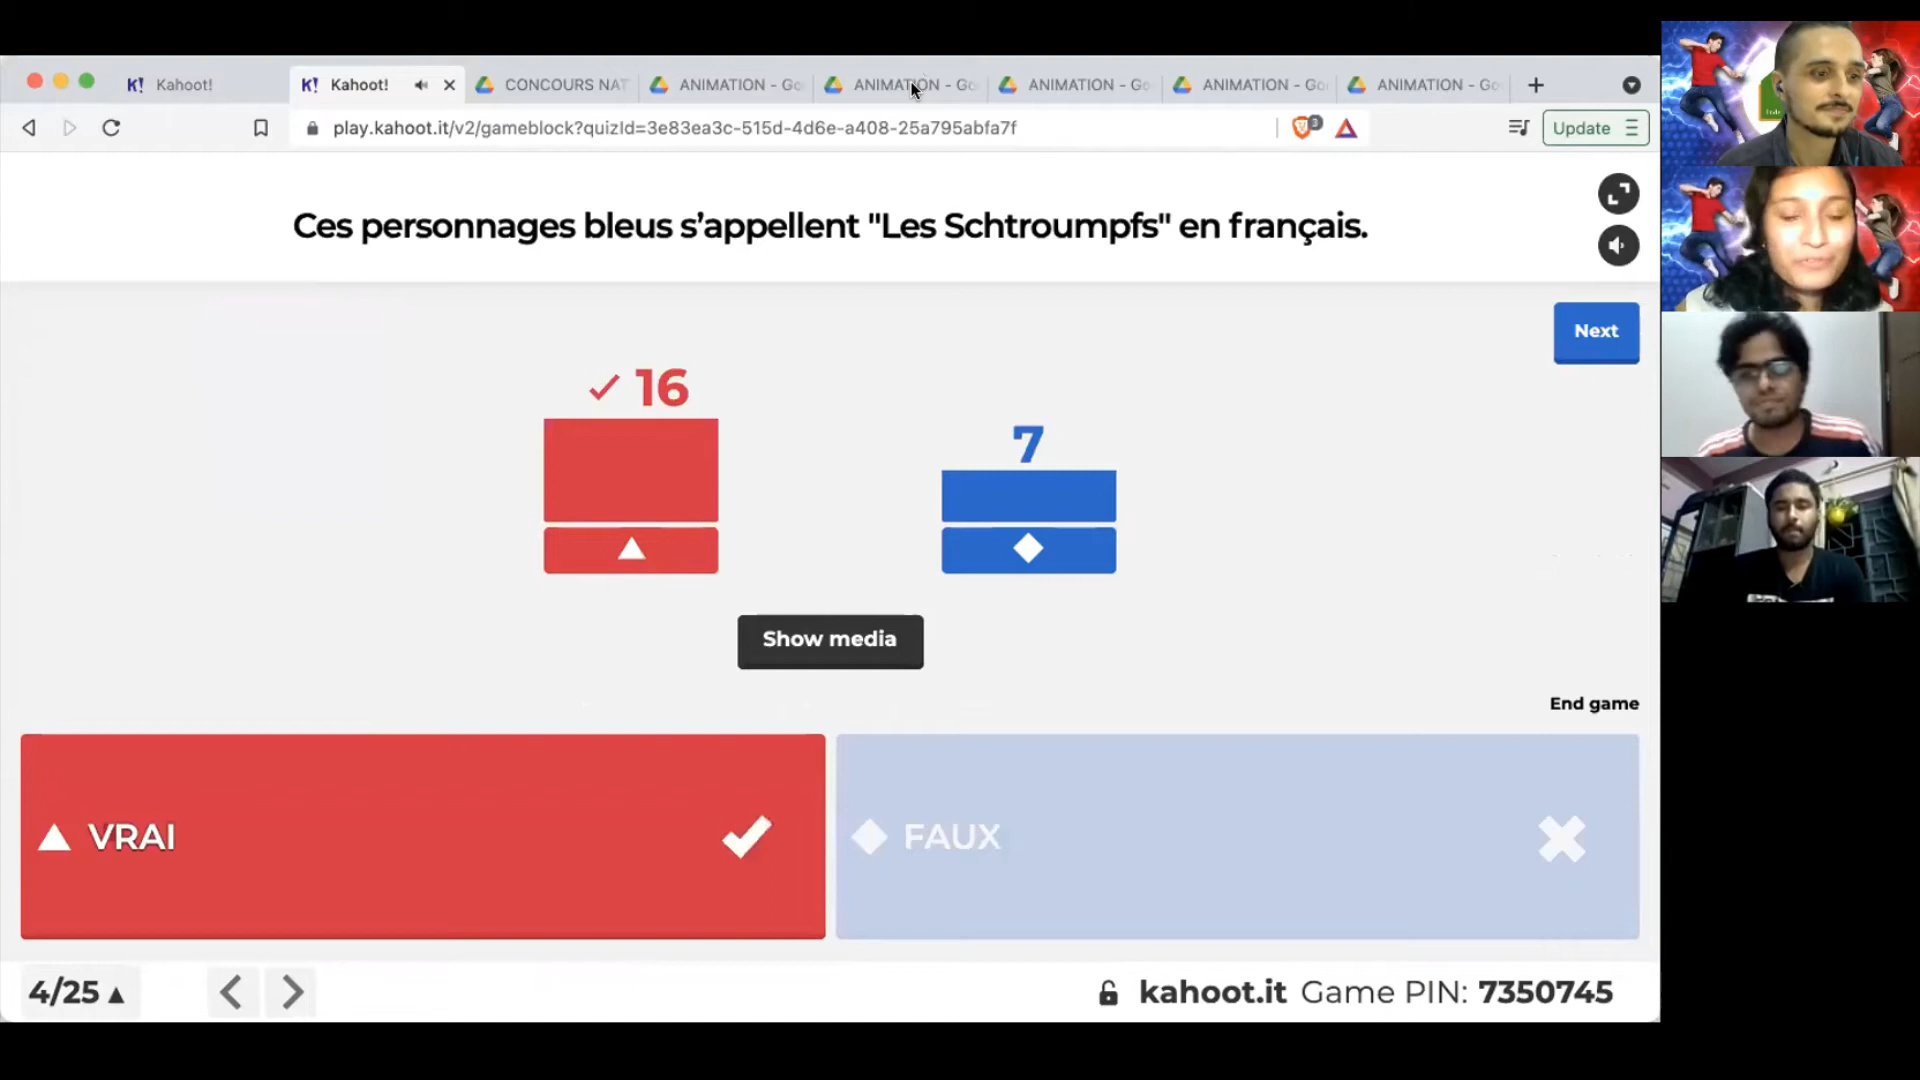 K! Kahoot!
K! Kahoot!
CONCOURS NAT
ANIMATION - Go
ANIMATION - Go
ANIMATION - Go
ANIMATION - Go
ANIMATION - Go
play.kahoot.it/v2/gameblock?quizId=3e83ea3c-515d-4d6e-a408-25a795abfa7f
3
Update
Ces personnages bleus s’appellent "Les Schtroumpfs" en français.
Next
16
7
Show media
End game
VRAI
FAUX
4/25
kahoot.it Game PIN: 7350745